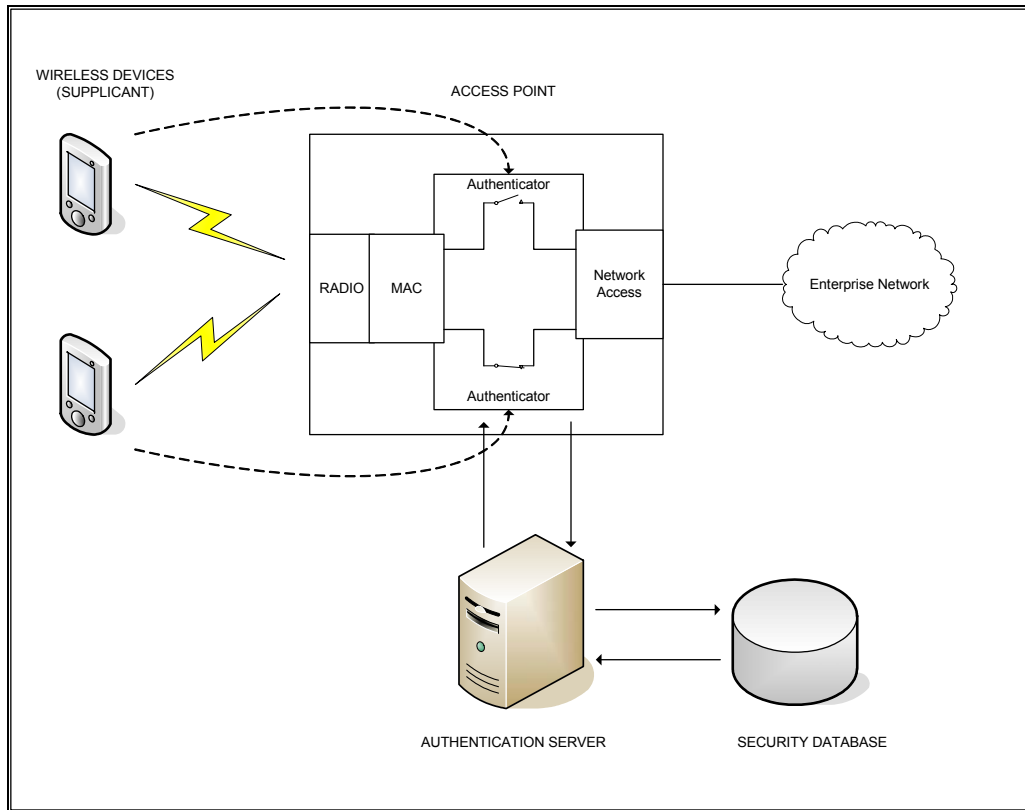 WIRELESS DEVICES
(SUPPLICANT)
ACCESS POINT
Authenticator
RADIO
MAC
Network
Access
Enterprise Network
Authenticator
AUTHENTICATION SERVER
SECURITY DATABASE